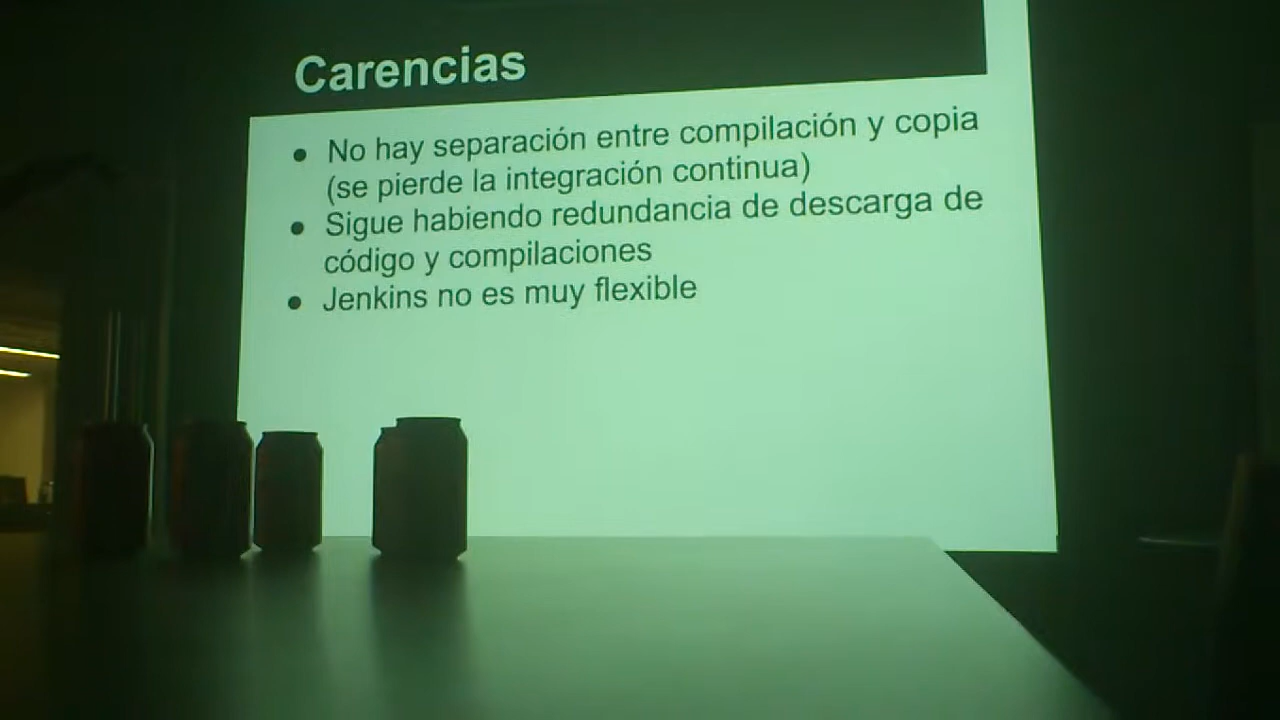 Carencias
● No hay separación entre compilación y copia
(se pierde la integración continua)
● Sigue habiendo redundancia de descarga de
código y compilaciones
● Jenkins no es muy flexible